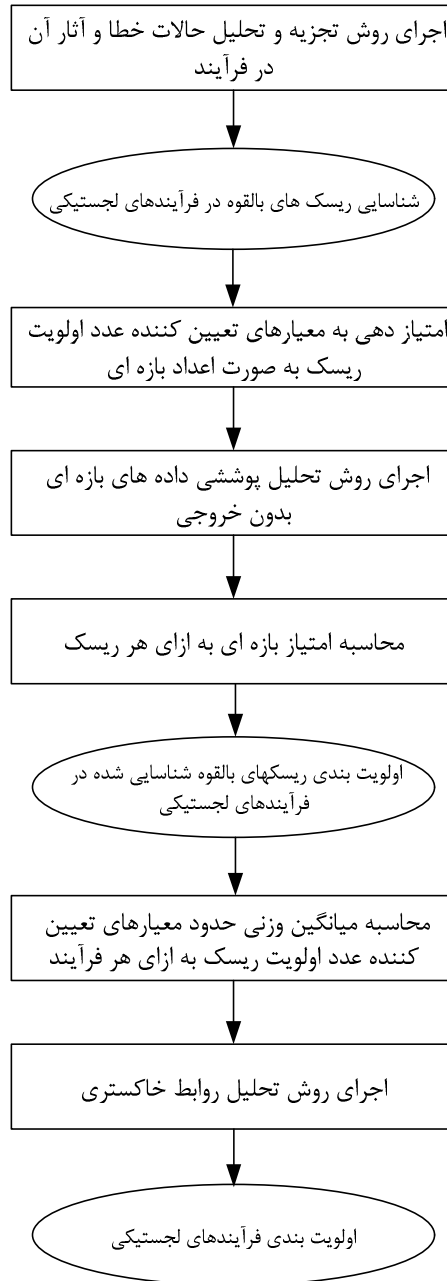 اجرای روش تجزیه و تحلیل حالات خطا و آثار آن
در فرآیند
شناسایی ریسک های بالقوه در فرآیندهای لجستیکی
امتیاز دهی به معیارهای تعیین کننده عدد اولویت
ریسک به صورت اعداد بازه ای
اجرای روش تحلیل پوششی داده های بازه ای
بدون خروجی
محاسبه امتیاز بازه ای به ازای هر ریسک
اولویت بندی ریسکهای بالقوه شناسایی شده در
فرآیندهای لجستیکی
محاسبه میانگین وزنی حدود معیارهای تعیین
کننده عدد اولویت ریسک به ازای هر فرآیند
اجرای روش تحلیل روابط خاکستری
اولویت بندی فرآیندهای لجستیکی